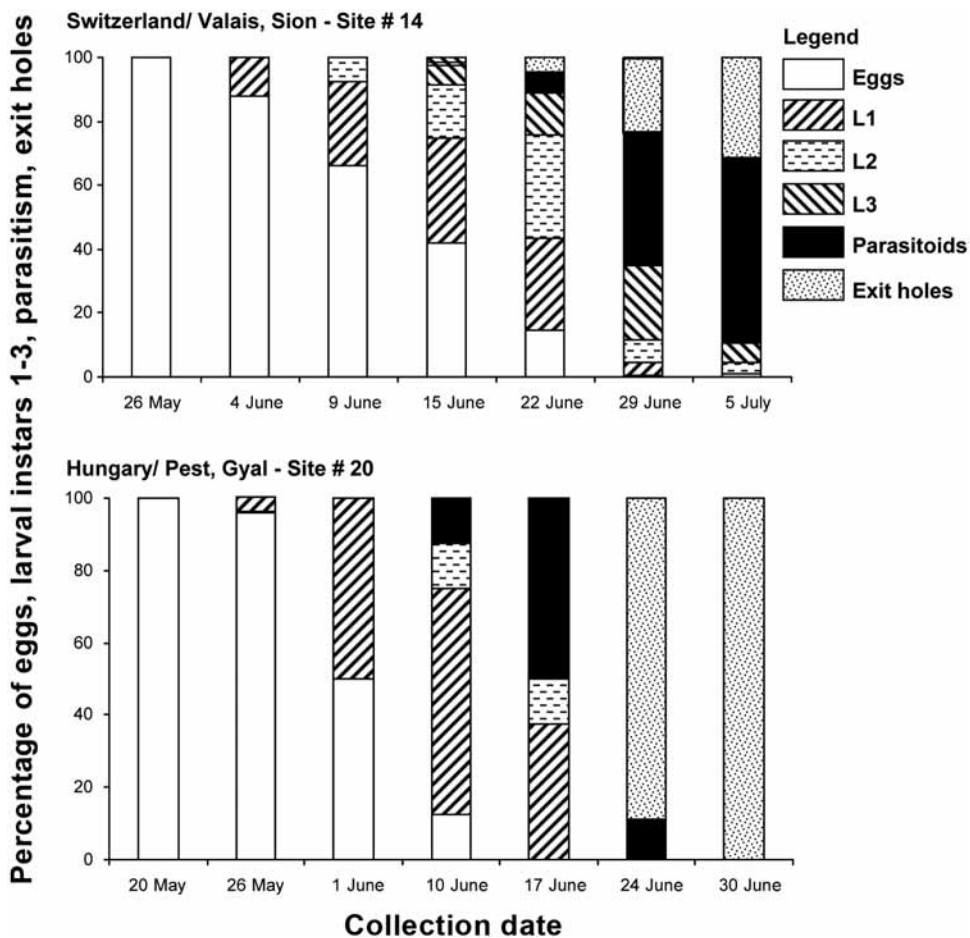 Percentage of eggs, larval instars 1-3, parasitism, exit holes
Switzerland/ Valais, Sion - Site # 14
100
80
60
40
20
0
26 May 4 June 9 June 15 June 22 June 29 June 5 July
Legend
Eggs
L1
L2
L3
Parasitoids
Exit holes
Hungary/ Pest, Gyal - Site # 20
100
80
60
40
20
0
20 May 26 May 1 June 10 June 17 June 24 June 30 June
Collection date